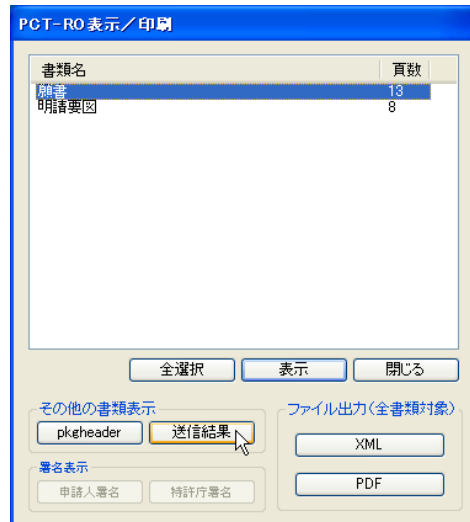 PCT-RO表示／印刷
書類名 頁数
願書 13
明請要図 8
全選択 表示 閉じる
その他の書類表示
pkgheader 送信結果
署名表示
申請人署名 特許庁署名
ファイル出力(全書類対象)
XML
PDF